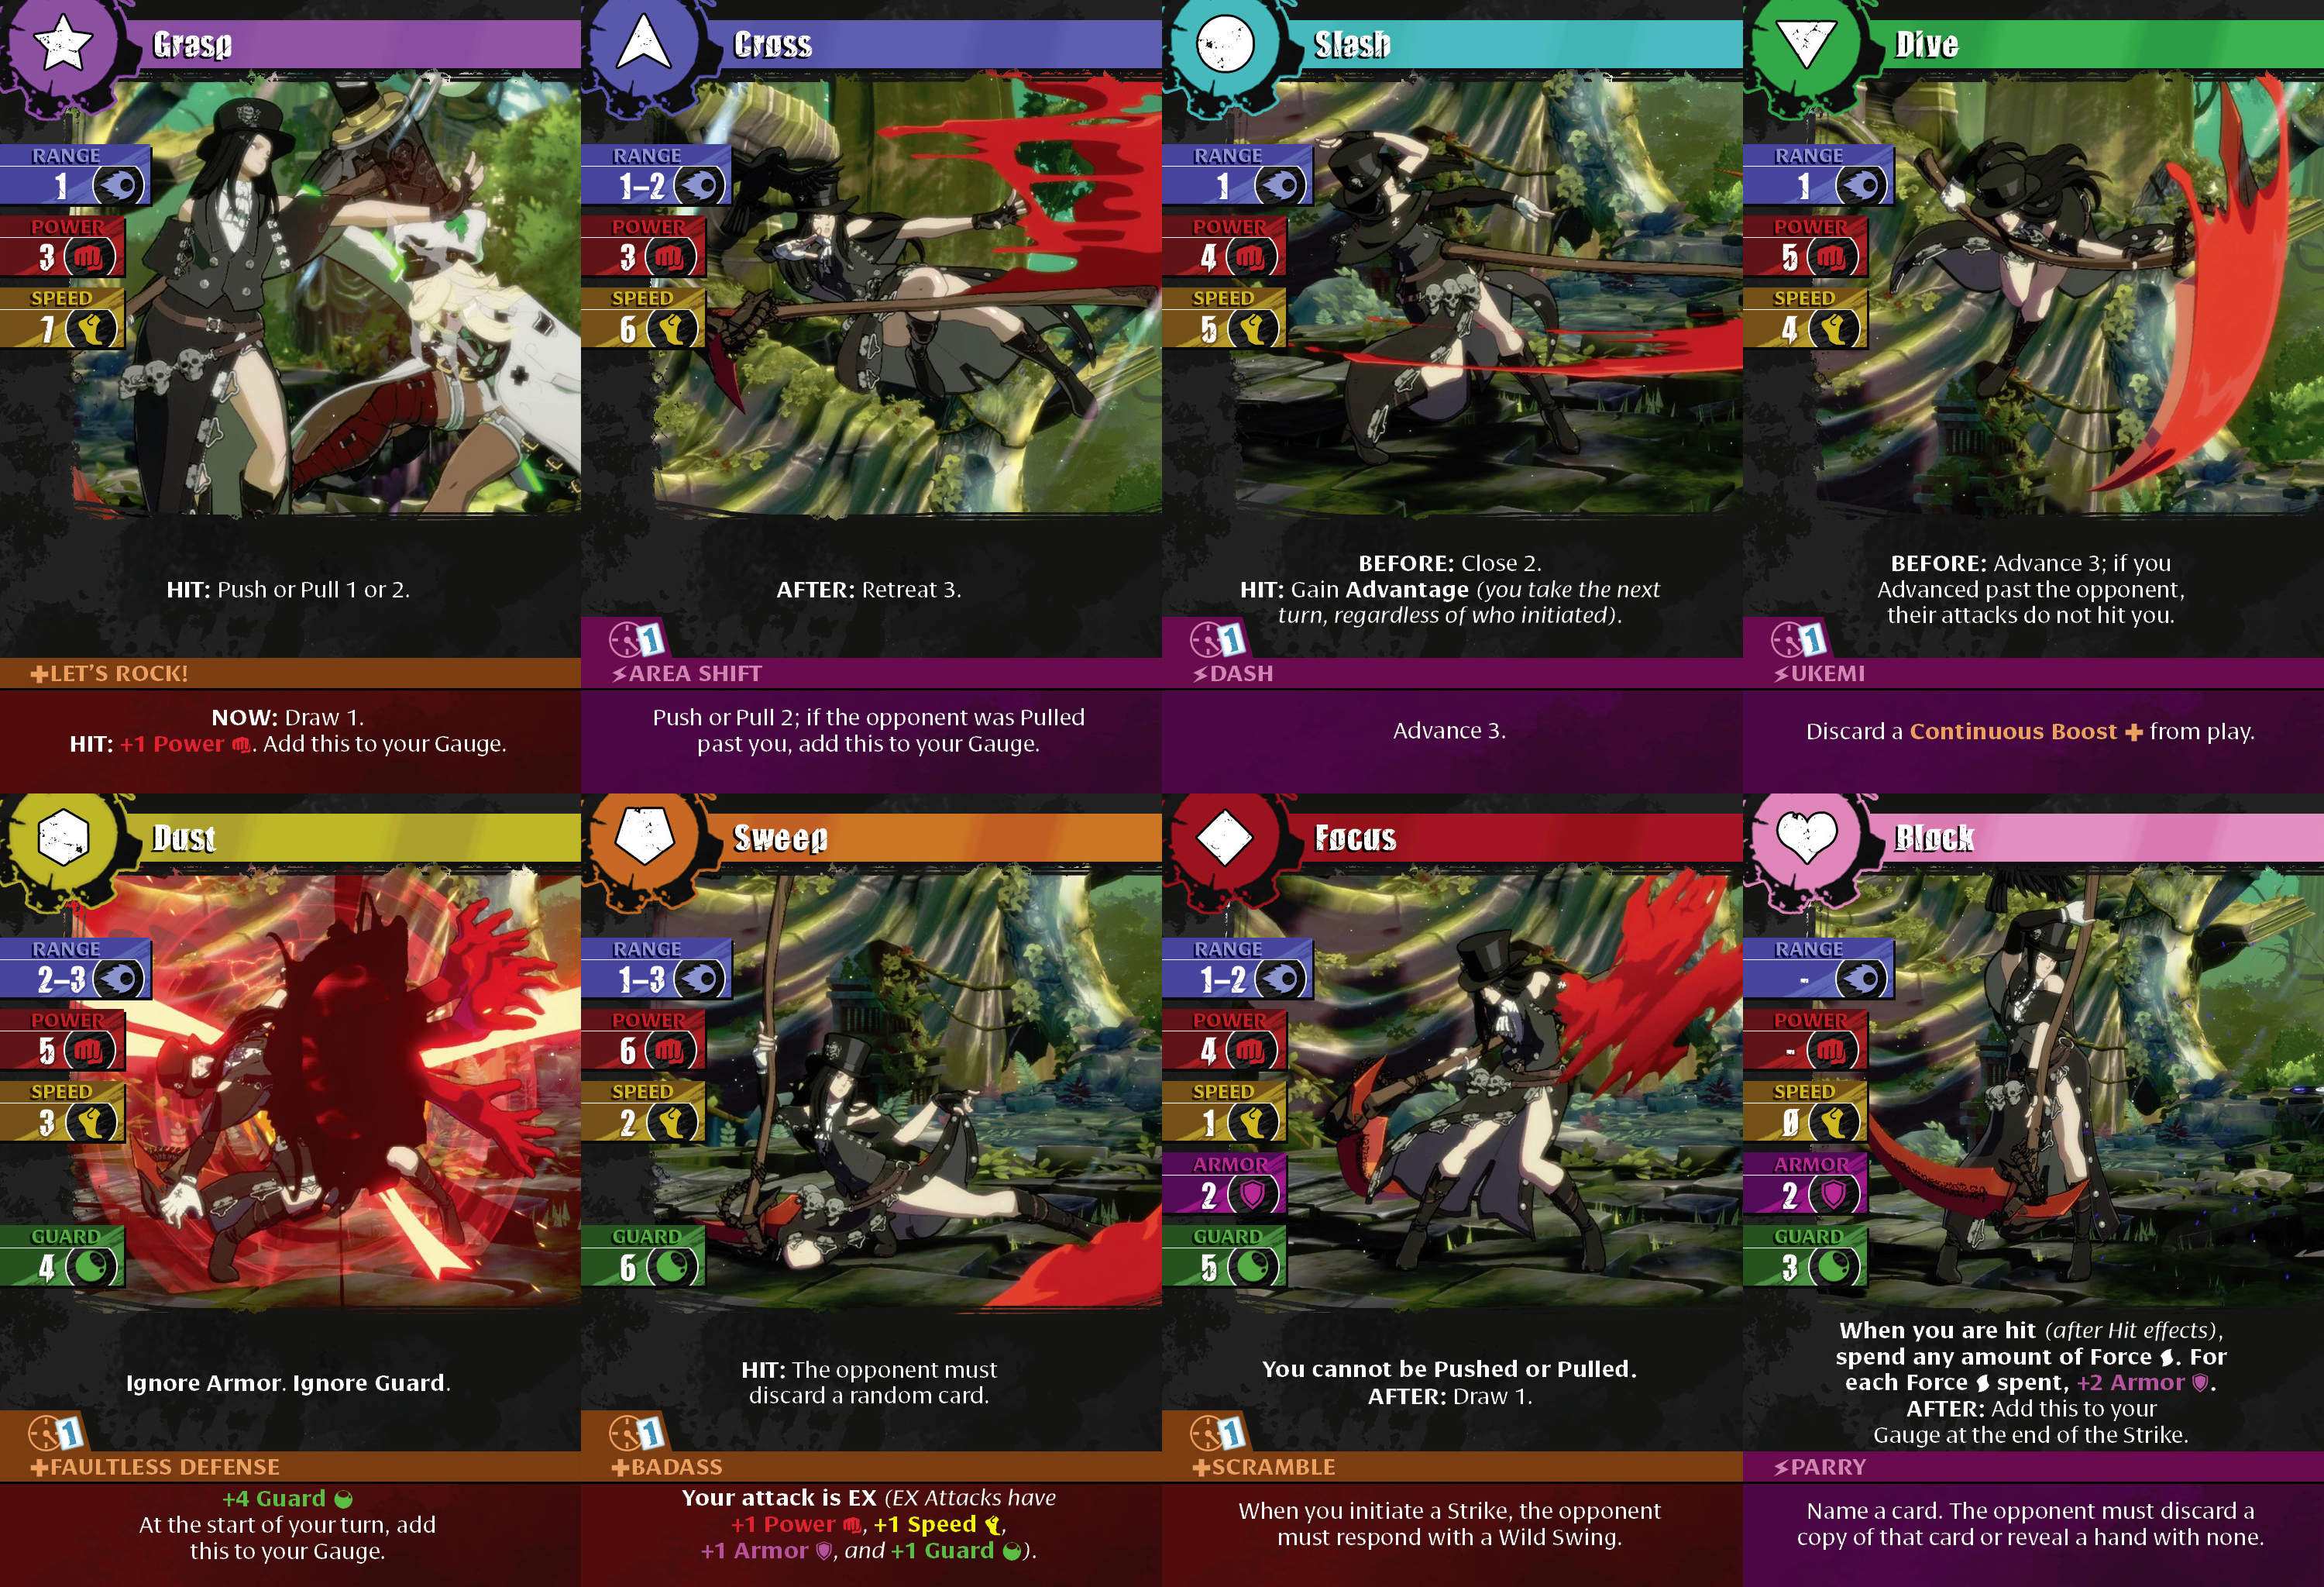 Grasp
RANGE
1
POWER
3
SPEED
7
HIT: Push or Pull 1 or 2.
LET'S ROCK!
NOW: Draw 1.
HIT: +1 Power. Add this to your Gauge.
Cross
RANGE
1–2
POWER
3
SPEED
6
AFTER: Retreat 3.
1
AREA SHIFT
Push or Pull 2; if the opponent was Pulled
past you, add this to your Gauge.
Slash
RANGE
1
POWER
4
SPEED
5
BEFORE: Close 2.
HIT: Gain Advantage (you take the next
turn, regardless of who initiated).
1
DASH
Advance 3.
Dive
RANGE
1
POWER
5
SPEED
4
BEFORE: Advance 3; if you
Advanced past the opponent,
their attacks do not hit you.
1
UKEMI
Discard a Continuous Boost + from play.
Dust
RANGE
2–3
POWER
5
SPEED
3
GUARD
4
Ignore Armor. Ignore Guard.
1
FAULTLESS DEFENSE
+4 Guard
At the start of your turn, add
this to your Gauge.
Sweep
RANGE
1–3
POWER
6
SPEED
2
GUARD
6
HIT: The opponent must
discard a random card.
1
BADASS
Your attack is EX (EX Attacks have
+1 Power, +1 Speed,
+1 Armor, and +1 Guard).
Focus
RANGE
1–2
POWER
4
SPEED
1
ARMOR
2
GUARD
5
You cannot be Pushed or Pulled.
AFTER: Draw 1.
1
SCRAMBLE
When you initiate a Strike, the opponent
must respond with a Wild Swing.
Block
RANGE
-
POWER
-
SPEED
0
ARMOR
2
GUARD
3
When you are hit (after Hit effects),
spend any amount of Force. For
each Force spent, +2 Armor.
AFTER: Add this to your
Gauge at the end of the Strike.
PARRY
Name a card. The opponent must discard a
copy of that card or reveal a hand with none.